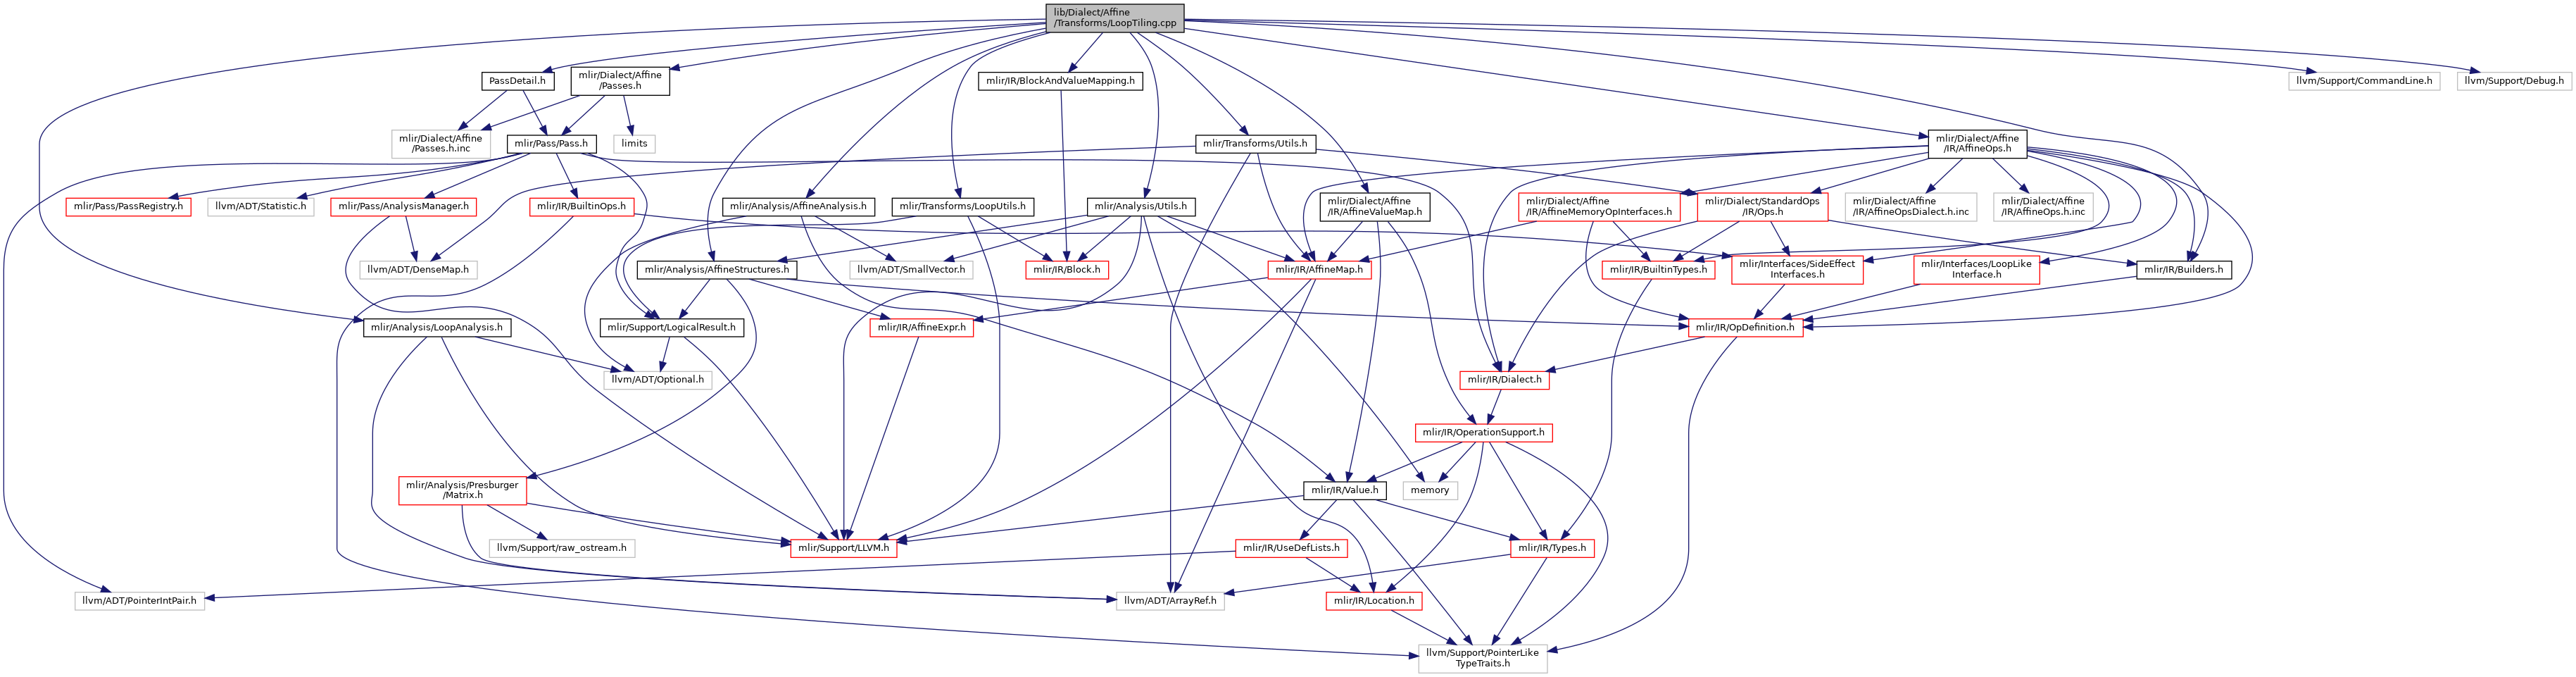 lib/Dialect/Affine
/Transforms/LoopTiling.cpp
PassDetail.h
mlir/Dialect/Affine
/Passes.h
mlir/IR/BlockAndValueMapping.h
llvm/Support/CommandLine.h
llvm/Support/Debug.h
mlir/Dialect/Affine
/Passes.h.inc
mlir/Pass/Pass.h
limits
mlir/Transforms/Utils.h
mlir/Dialect/Affine
/IR/AffineOps.h
mlir/Pass/PassRegistry.h
llvm/ADT/Statistic.h
mlir/Pass/AnalysisManager.h
mlir/IR/BuiltinOps.h
mlir/Analysis/AffineAnalysis.h
mlir/Transforms/LoopUtils.h
mlir/Analysis/Utils.h
mlir/Dialect/Affine
/IR/AffineValueMap.h
mlir/Dialect/Affine
/IR/AffineMemoryOpInterfaces.h
mlir/Dialect/StandardOps
/IR/Ops.h
mlir/Dialect/Affine
/IR/AffineOpsDialect.h.inc
mlir/Dialect/Affine
/IR/AffineOps.h.inc
llvm/ADT/DenseMap.h
mlir/Analysis/AffineStructures.h
llvm/ADT/SmallVector.h
mlir/IR/Block.h
mlir/IR/AffineMap.h
mlir/IR/BuiltinTypes.h
mlir/Interfaces/SideEffect
Interfaces.h
mlir/Interfaces/LoopLike
Interface.h
mlir/IR/Builders.h
mlir/Analysis/LoopAnalysis.h
mlir/Support/LogicalResult.h
mlir/IR/AffineExpr.h
mlir/IR/OpDefinition.h
llvm/ADT/Optional.h
mlir/IR/Dialect.h
mlir/IR/OperationSupport.h
mlir/Analysis/Presburger
/Matrix.h
mlir/IR/Value.h
memory
llvm/Support/raw_ostream.h
mlir/Support/LLVM.h
mlir/IR/UseDefLists.h
mlir/IR/Types.h
llvm/ADT/PointerIntPair.h
llvm/ADT/ArrayRef.h
mlir/IR/Location.h
llvm/Support/PointerLike
TypeTraits.h